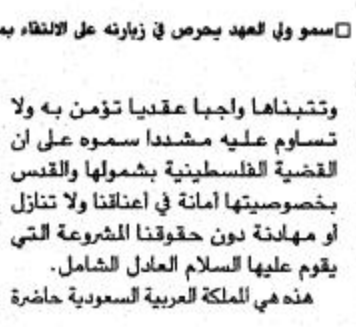 □سمو ولي العهد يحرص في زيارته على الالتقاء بم
وتتبناها واجبا عقديا تؤمن به ولا
تساوم عليه مشددا سموه على ان
القضية الفلسطينية بشمولها والقدس
بخصوصيتها أمانة في أعناقنا ولا تنازل
أو مهادنة دون حقوقنا المشروعة التي
يقوم عليها السلام العادل الشامل.
هذه هي المملكة العربية السعودية حاضرة